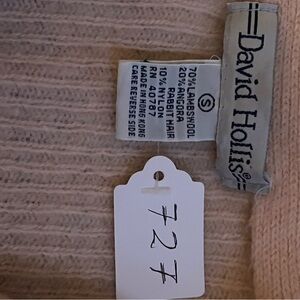 David Hollis®
S
70% LAMBSWOOL
20% ANGORA
RABBIT HAIR
10% NYLON
RN 40787
MADE IN HONG KONG
CARE REVERSE SIDE
727